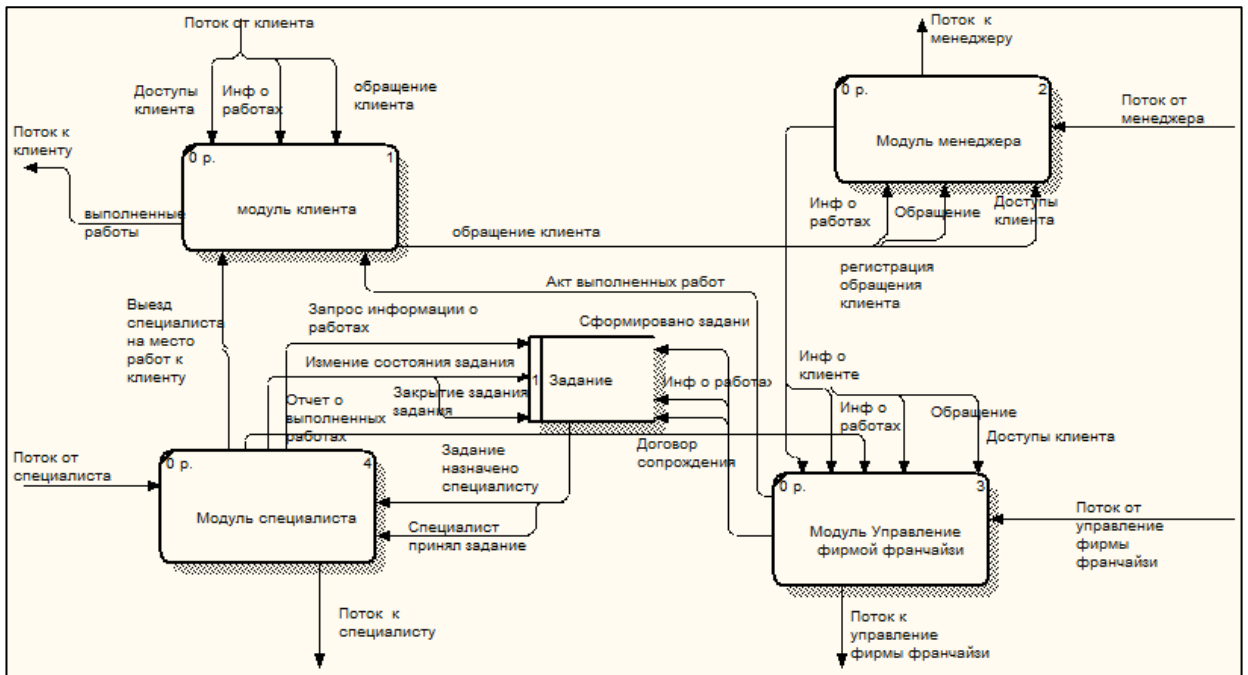 Поток от клиента
Поток к
менеджеру
Доступы
клиента
Инф о
работах
обращение
клиента
0 р.
2
Модуль менеджера
Поток от
менеджера
Поток к
клиенту
0 р.
1
модуль клиента
выполненные
работы
обращение клиента
Инф о
работах
Обращение
Доступы
клиента
регистрация
обращения
клиента
Акт выполненных работ
Выезд
специалиста
на место
работ к
клиенту
Запрос информации о
работах
Сформировано задани
Измение состояния задания
1
Задание
Инф о работах
Закрытие задания
задания
Отчет о
выполненных
работах
Инф о
клиенте
Инф о
работах
Обращение
Доступы клиента
Договор
сопрождения
Задание
назначено
специалисту
Поток от
специалиста
0 р.
4
Модуль специалиста
Специалист
принял задание
0 р.
3
Модуль Управление
фирмой франчайзи
Поток от
управление
фирмы
франчайзи
Поток к
специалисту
Поток к
управление
фирмы франчайзи